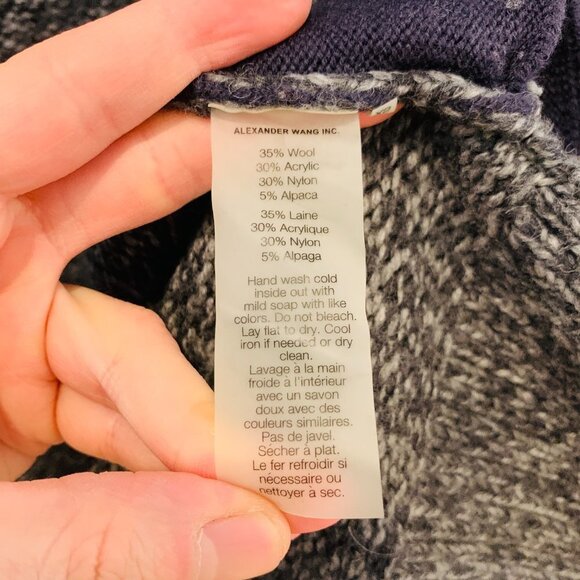 ALEXANDER WANG INC.
35% Wool
30% Acrylic
30% Nylon
5% Alpaca
35% Laine
30% Acrylique
30% Nylon
5% Alpaga
Hand wash cold
inside out with
mild soap with like
colors. Do not bleach.
Lay flat to dry. Cool
iron if needed or dry
clean.
Lavage à la main
froide à l'intérieur
avec un savon
doux avec des
couleurs similaires.
Pas de javel.
Sécher à plat.
Le fer refroidir si
nécessaire ou
nettoyer à sec.